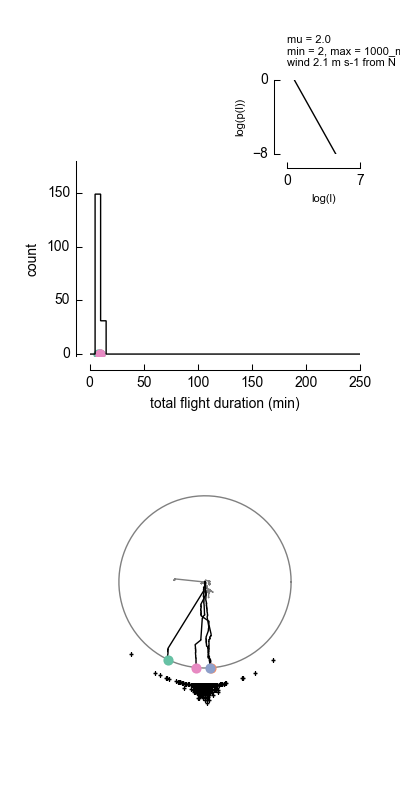 mu = 2.0
min = 2, max = 1000_m
wind 2.1 m s-1 from N
0
log(p(l))
−8
0
7
log(l)
150
100
50
0
count
0
50
100
150
200
250
total flight duration (min)